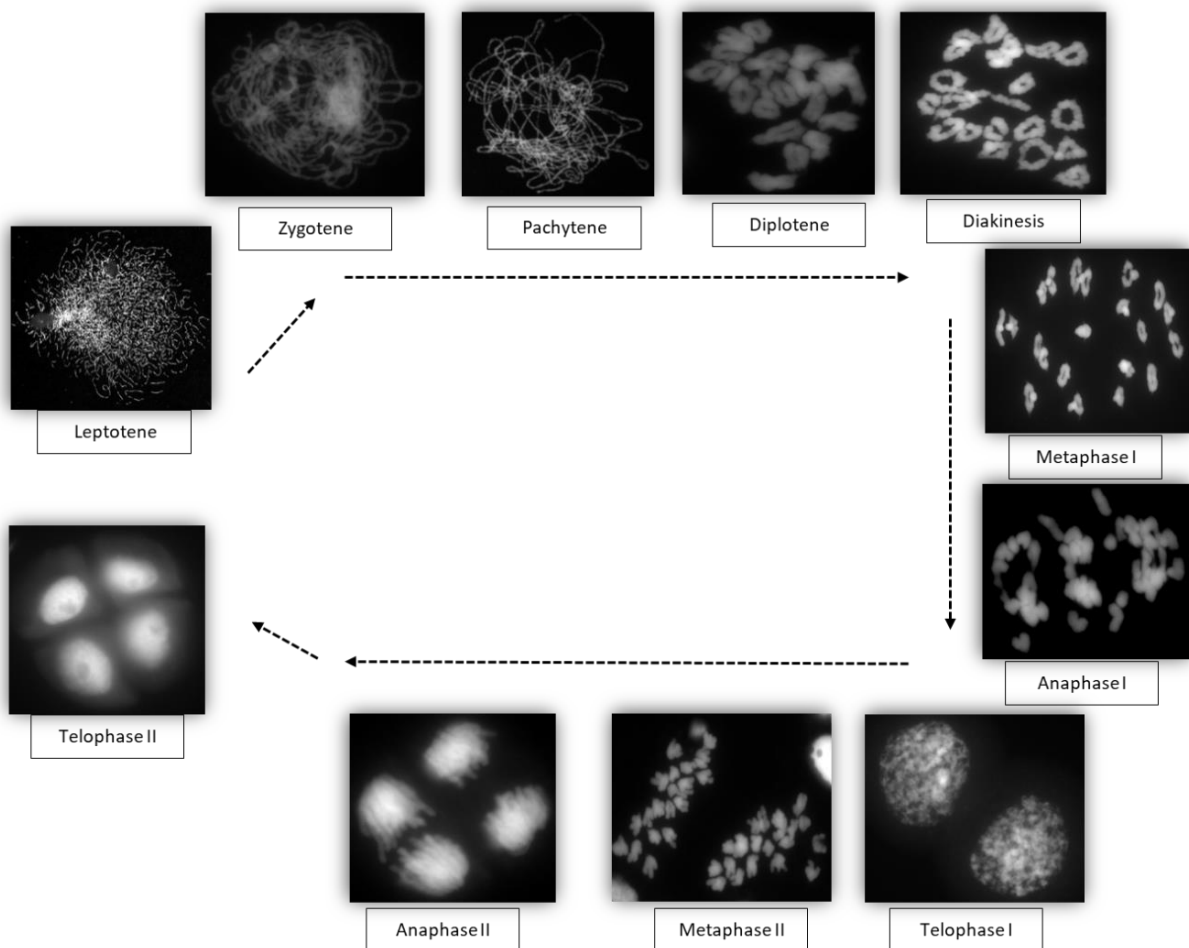 Zygotene
Pachytene
Diplotene
Diakinesis
Leptotene
Metaphase I
Anaphase I
Telophase II
Anaphase II
Metaphase II
Telophase I